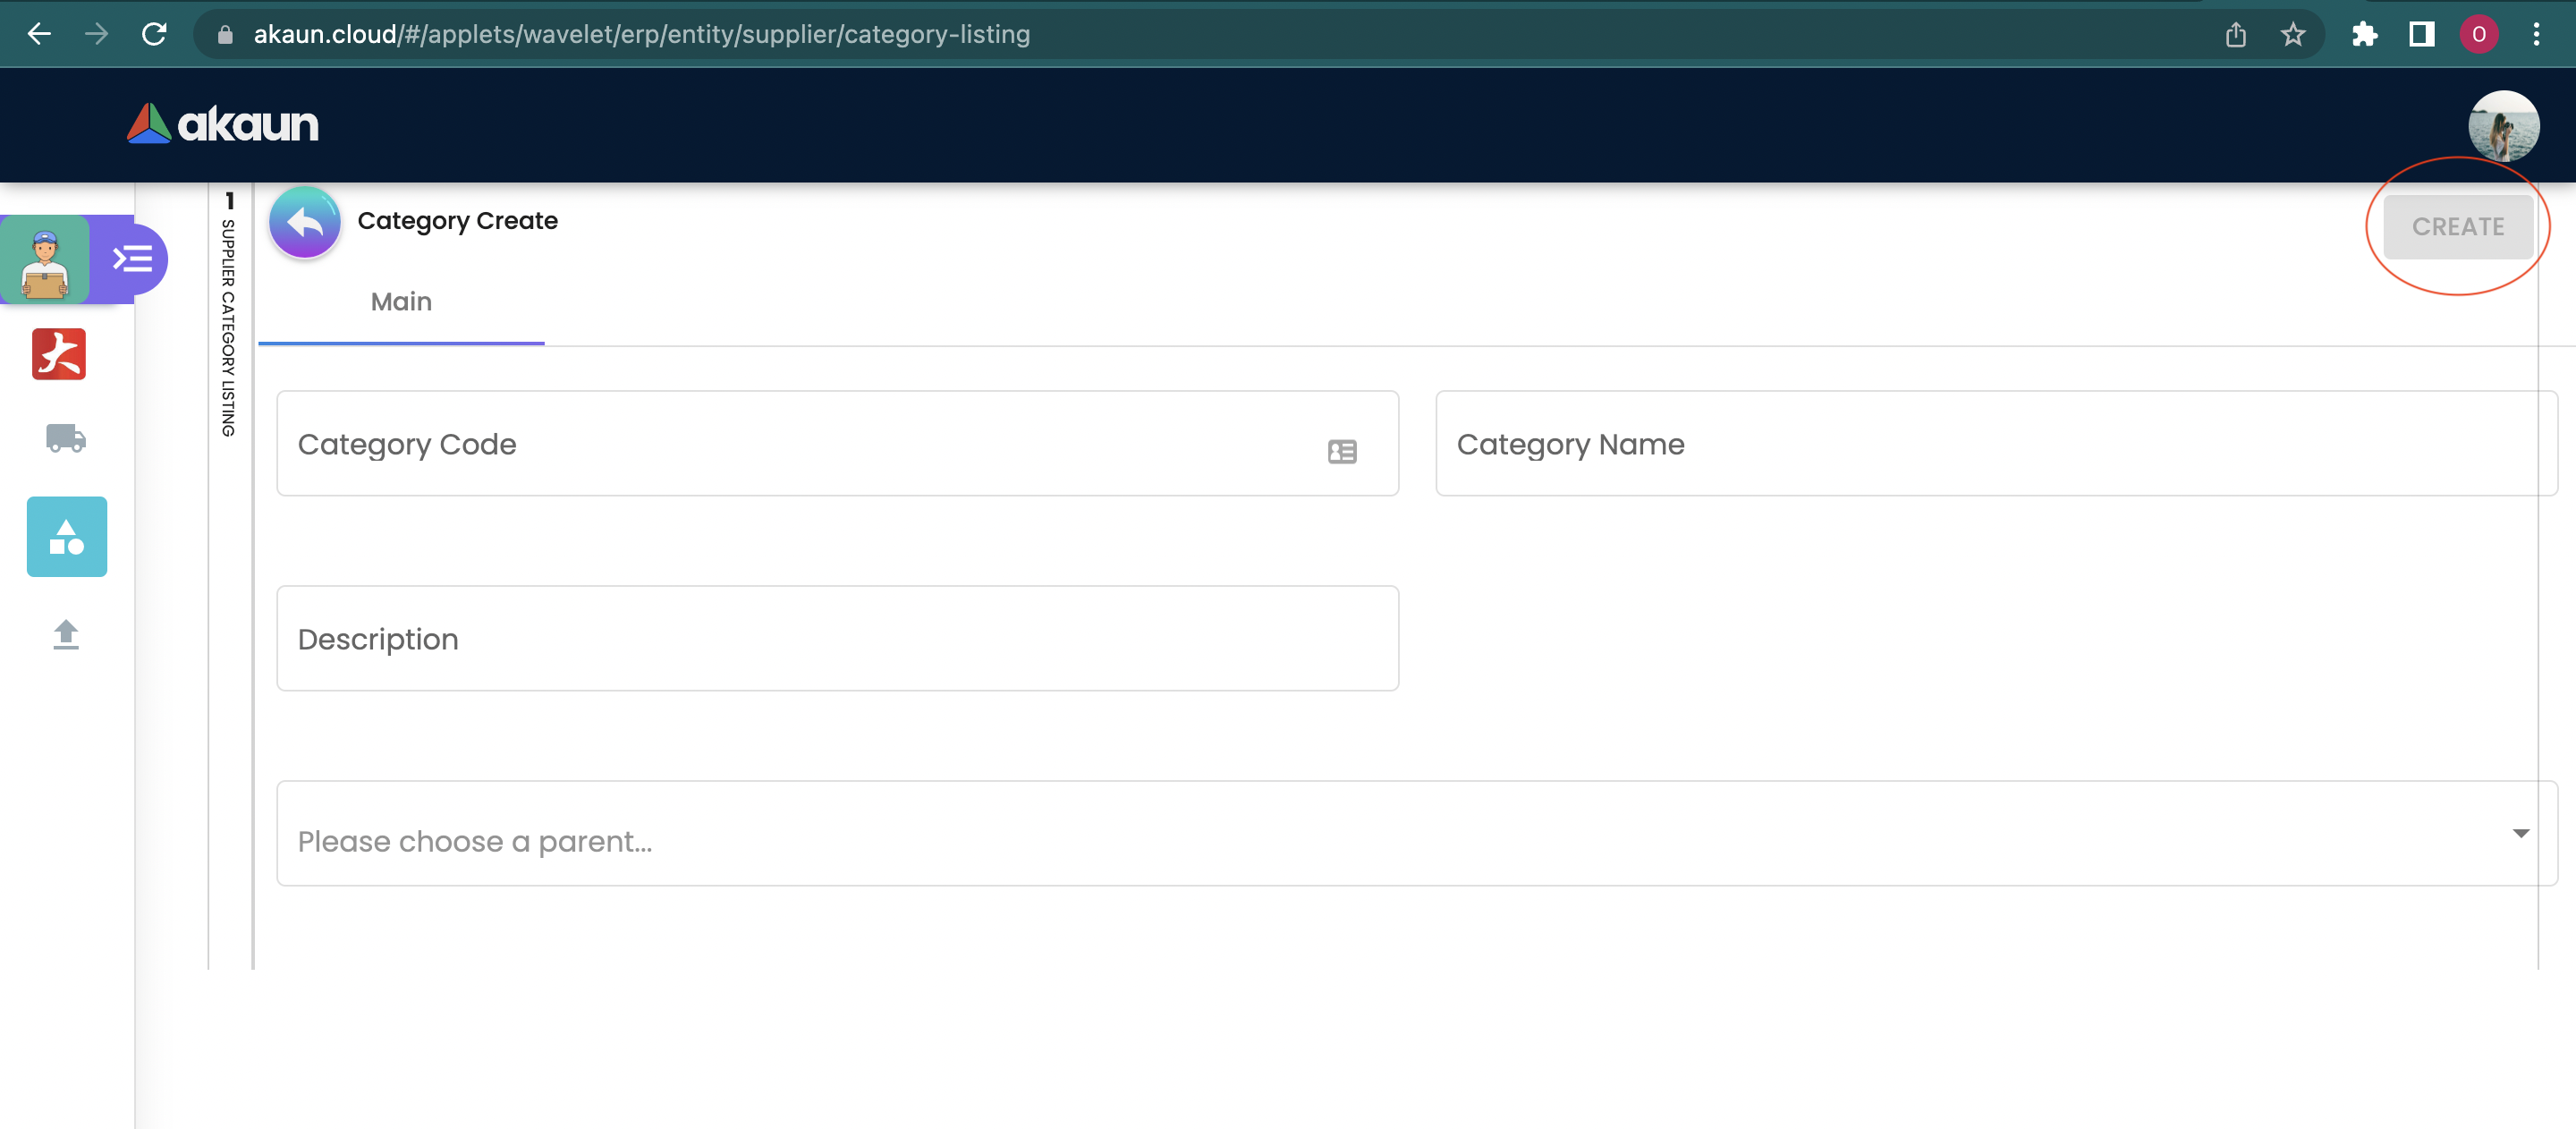 akaun.cloud/#/applets/wavelet/erp/entity/supplier/category-listing
O
akaun
1
SUPPLIER CATEGORY LISTING
Category Create
CREATE
Main
Category Code
Category Name
Description
Please choose a parent...